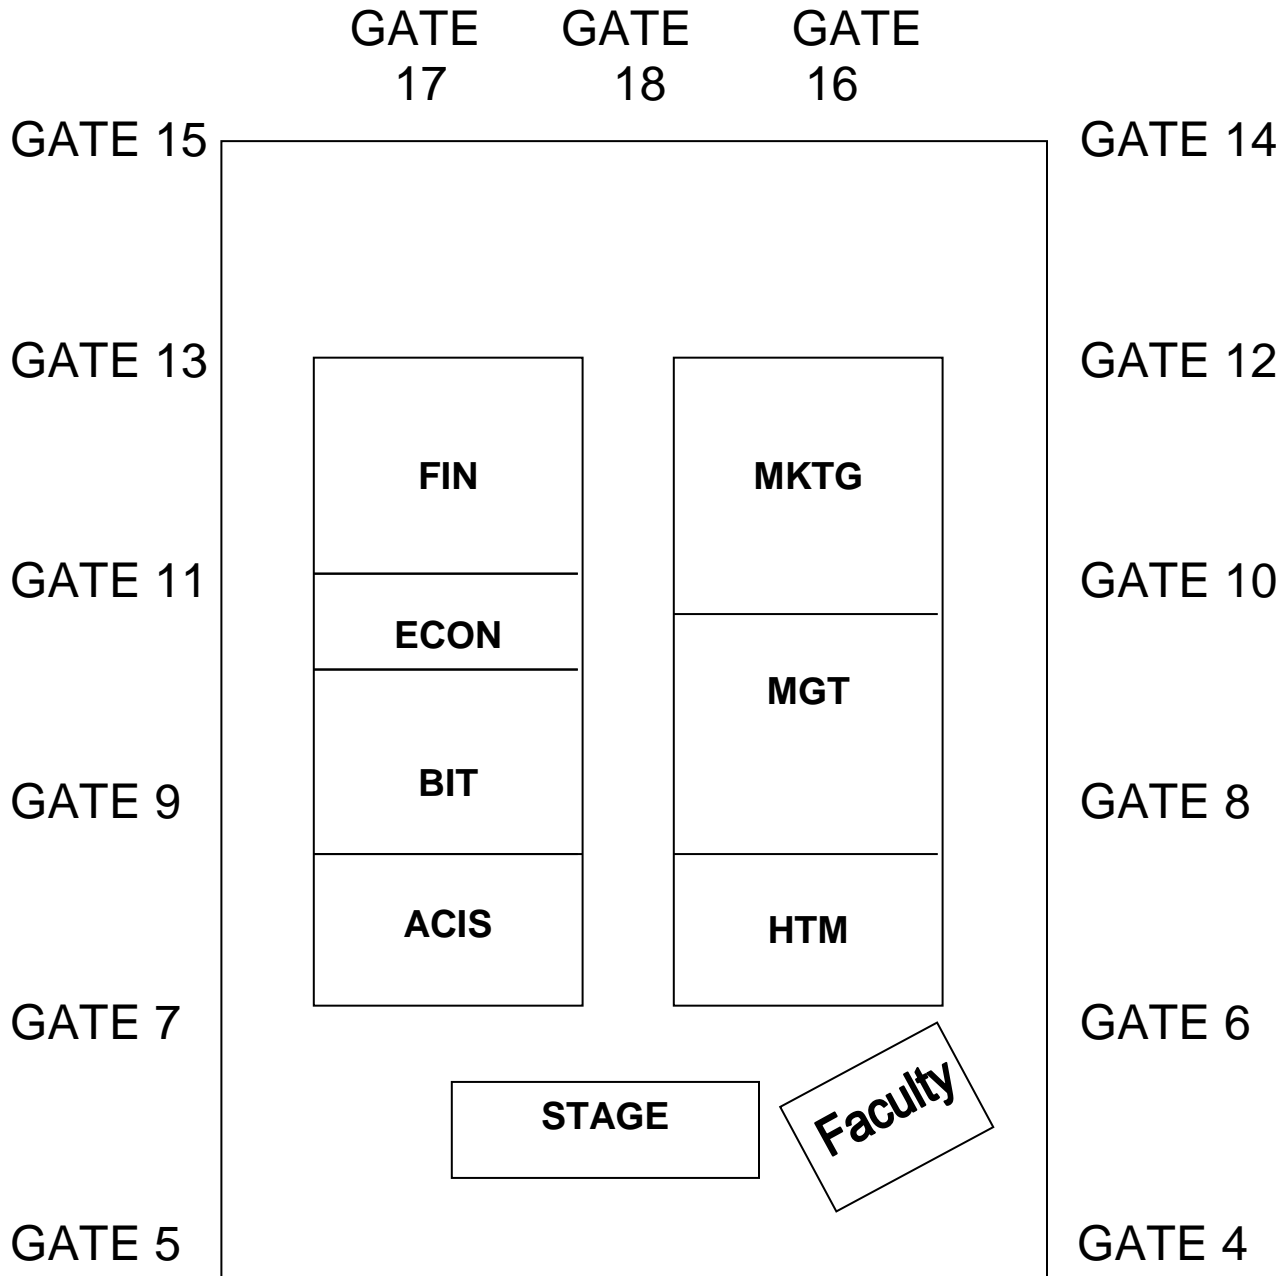 GATE 17
GATE 18
GATE 16
GATE 15
GATE 14
GATE 13
GATE 12
FIN
MKTG
GATE 11
GATE 10
ECON
MGT
BIT
GATE 9
GATE 8
ACIS
HTM
GATE 7
GATE 6
STAGE
Faculty
GATE 5
GATE 4